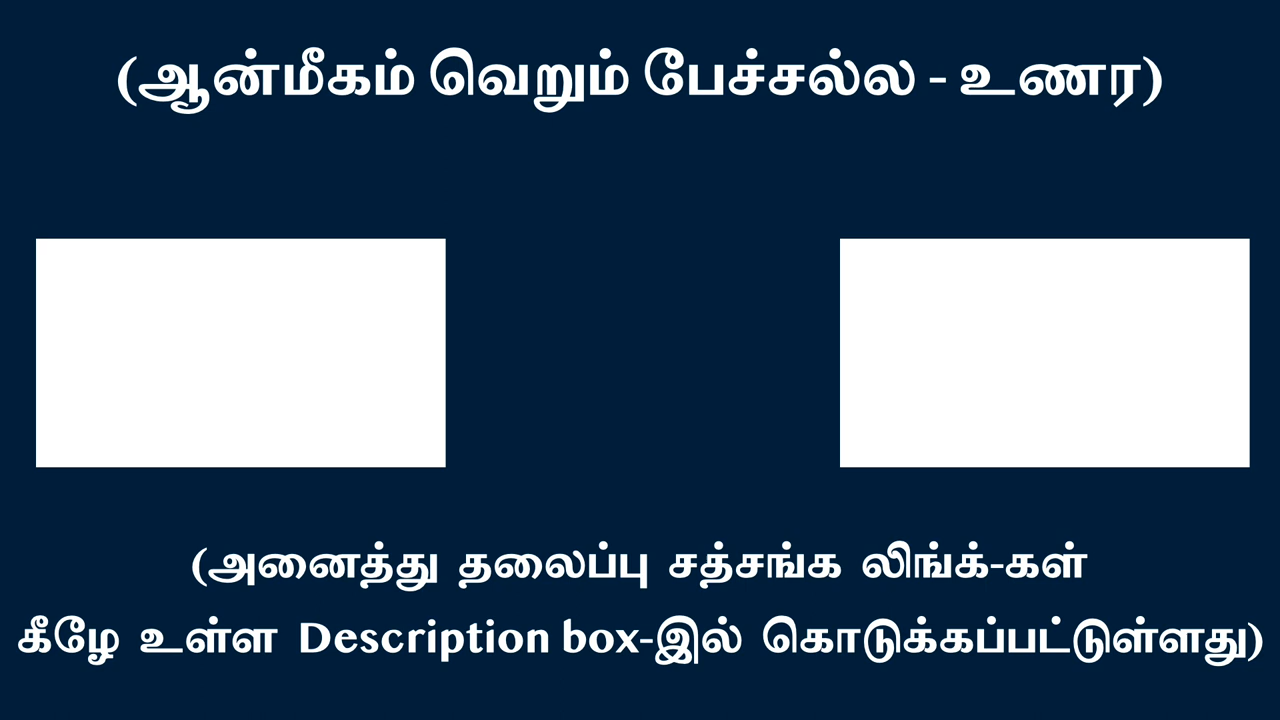 (ஆன்மீகம் வெறும் பேச்சல்ல - உணர)
(அனைத்து தலைப்பு சத்சங்க லிங்க்-கள்
கீழே உள்ள Description box-இல் கொடுக்கப்பட்டுள்ளது)